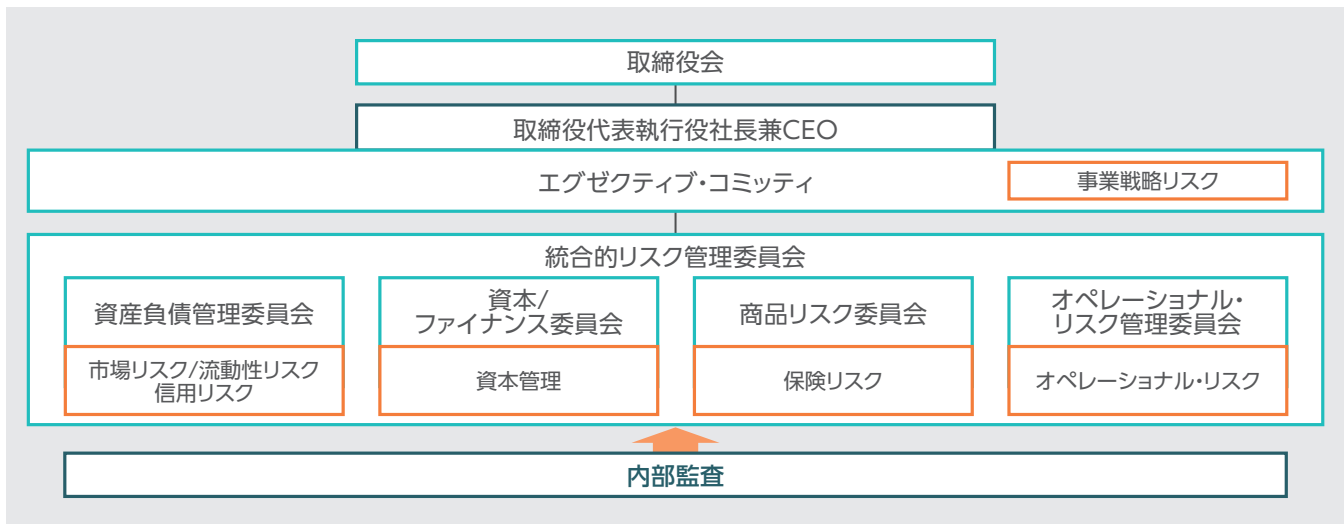 取締役会
取締役代表執行役社長兼CEO
エグゼクティブ・コミッティ
事業戦略リスク
統合的リスク管理委員会
資産負債管理委員会
市場リスク/流動性リスク
信用リスク
資本/
ファイナンス委員会
資本管理
商品リスク委員会
保険リスク
オペレーショナル・
リスク管理委員会
オペレーショナル・リスク
内部監査